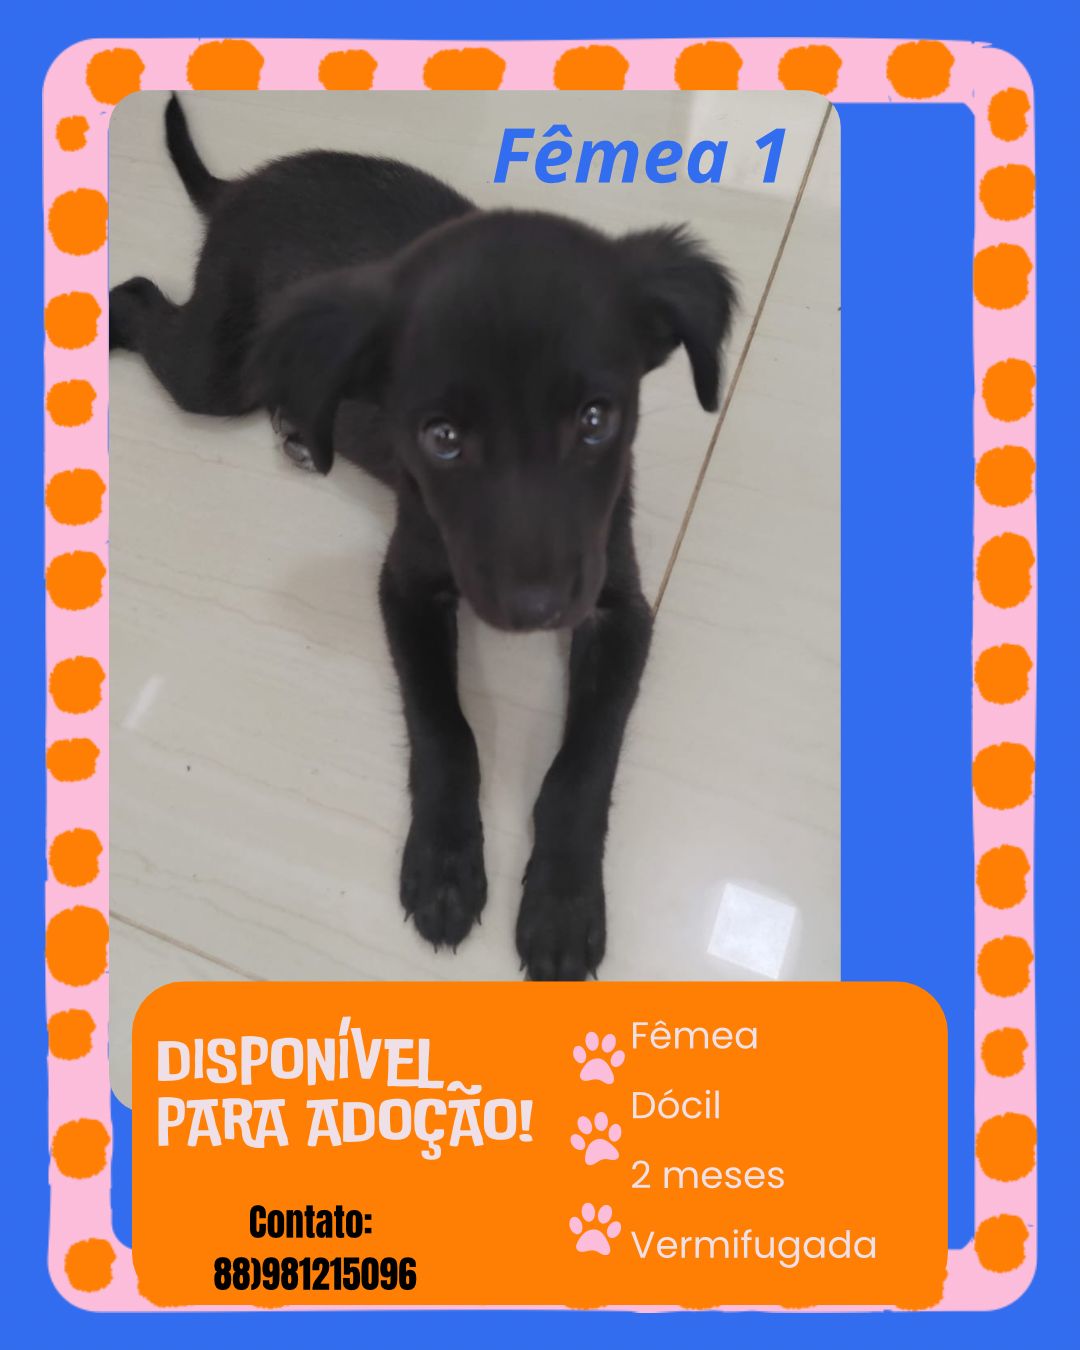 Fêmea 1
DISPONÍVEL
PARA ADOÇÃO!
Contato:
88)981215096
Fêmea
Dócil
2 meses
Vermifugada